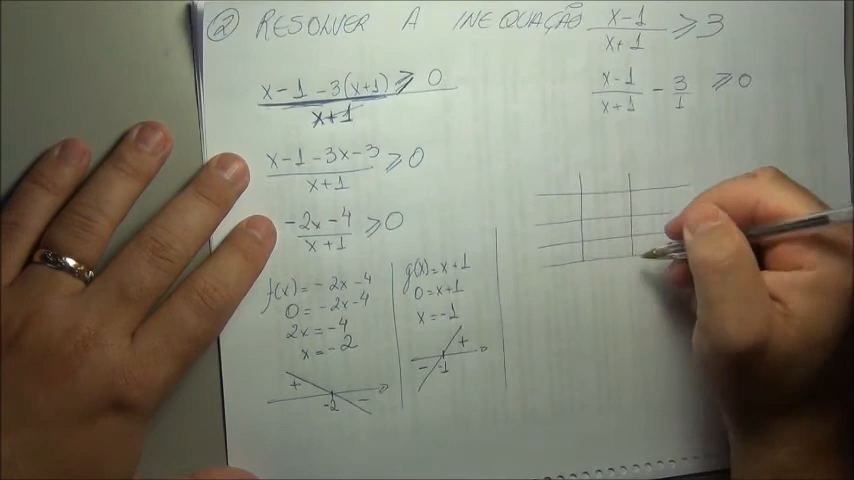 ② RESOLVER A INEQUAÇÃO x-1/x+1 ≥ 3
x-1/x+1 - 3/1 ≥ 0
x-1-3(x+1)/x+1 ≥ 0
x-1-3x-3/x+1 ≥ 0
-2x-4/x+1 ≥ 0
f(x) = -2x-4
0 = -2x-4
2x = -4
x = -2
+ -2 -
g(x) = x+1
0 = x+1
x = -1
- -1 +